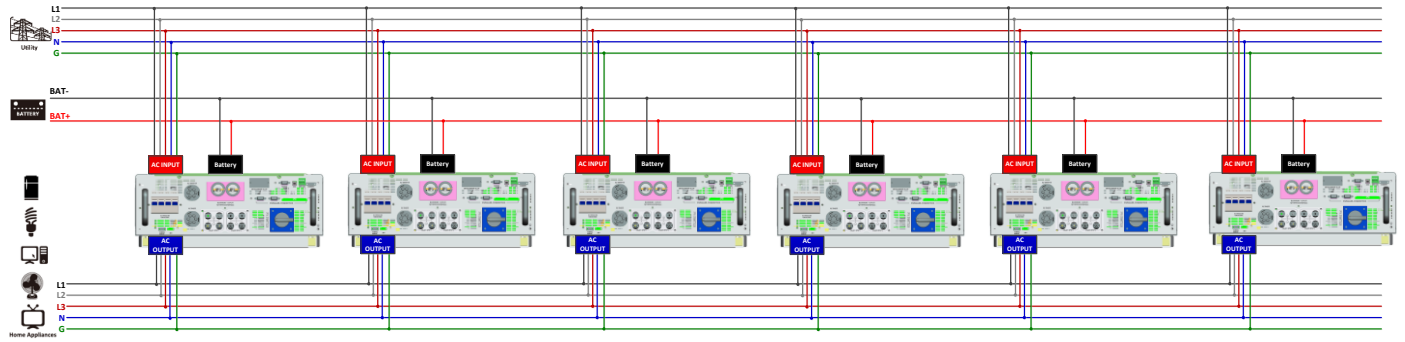 L1
L2
L3
N
G
Utility
BAT-
BATTERY
BAT+
AC INPUT
Battery
AC INPUT
Battery
AC INPUT
Battery
AC INPUT
Battery
AC INPUT
Battery
AC INPUT
Battery
AC
OUTPUT
AC
OUTPUT
AC
OUTPUT
AC
OUTPUT
AC
OUTPUT
AC
OUTPUT
L1
L2
L3
N
G
Home Appliances